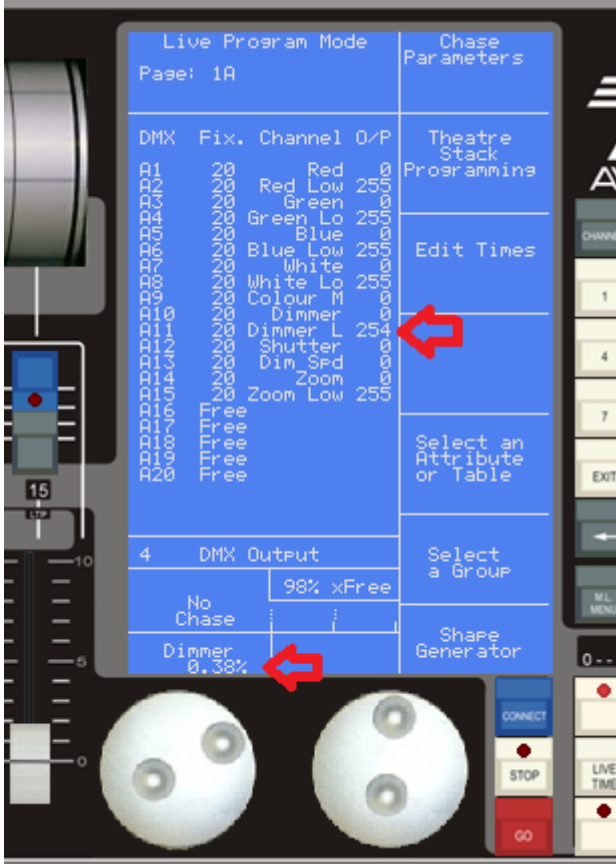 Live Program Mode
Page: 1A
Chase
Parameters
DMX Fix. Channel O/P
A1 20 Red 0
A2 20 Red Low 255
A3 20 Green 0
A4 20 Green Lo 255
A5 20 Blue 0
A6 20 Blue Low 255
A7 20 White 0
A8 20 White Lo 255
A9 20 Colour M 0
A10 20 Dimmer 0
A11 20 Dimmer L 254
A12 20 Shutter 0
A13 20 Dim Spd 0
A14 20 Zoom 0
A15 20 Zoom Low 255
A16 Free
A17 Free
A18 Free
A19 Free
A20 Free
Theatre
Stack
Programming
Edit Times
Select an
Attribute
or Table
4 DMX Output
98% xFree
No
Chase
Dimmer
0.38%
Select
a Group
Shape
Generator
15
LTP
10
5
0
CONNECT
STOP
GO
1
4
7
EXIT
M.L.
MENU
0
LIVE
TIME